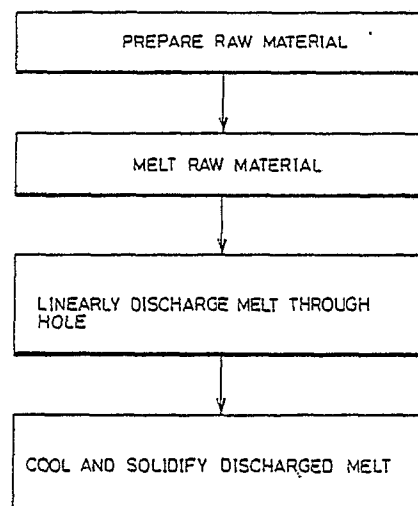 PREPARE RAW MATERIAL
MELT RAW MATERIAL
LINEARLY DISCHARGE MELT THROUGH
HOLE
COOL AND SOLIDIFY DISCHARGED MELT